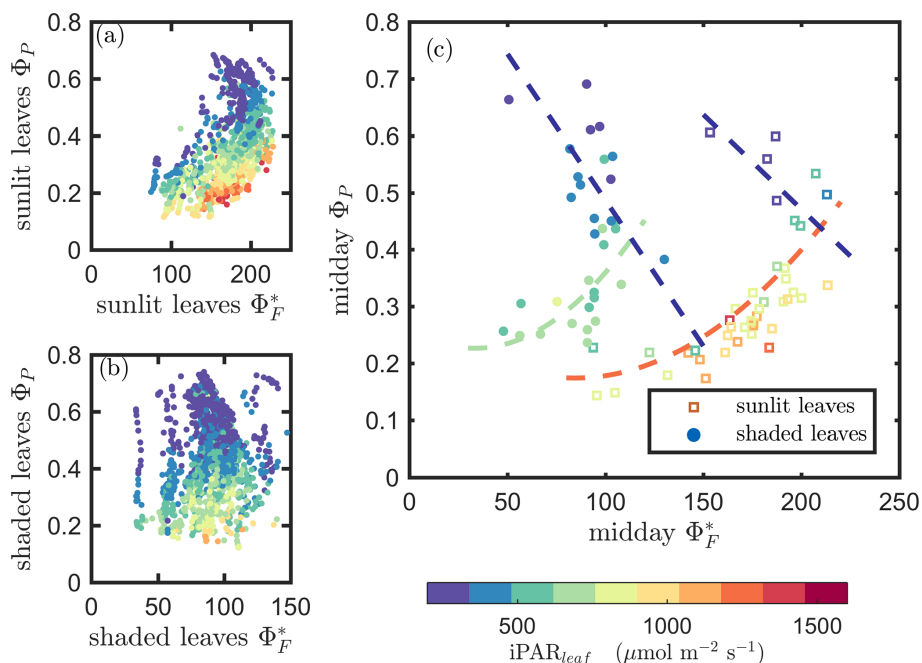 (a)
0.8
0.6
0.4
0.2
0
sunlit leaves Φ_P
0 100 200
sunlit leaves Φ*_F
(b)
0.8
0.6
0.4
0.2
0
shaded leaves Φ_P
0 50 100 150
shaded leaves Φ*_F
(c)
0.8
0.7
0.6
0.5
0.4
0.3
0.2
0.1
0
midday Φ_P
sunlit leaves
shaded leaves
0 50 100 150 200 250
midday Φ*_F
500 1000 1500
iPAR_leaf (μmol m⁻² s⁻¹)